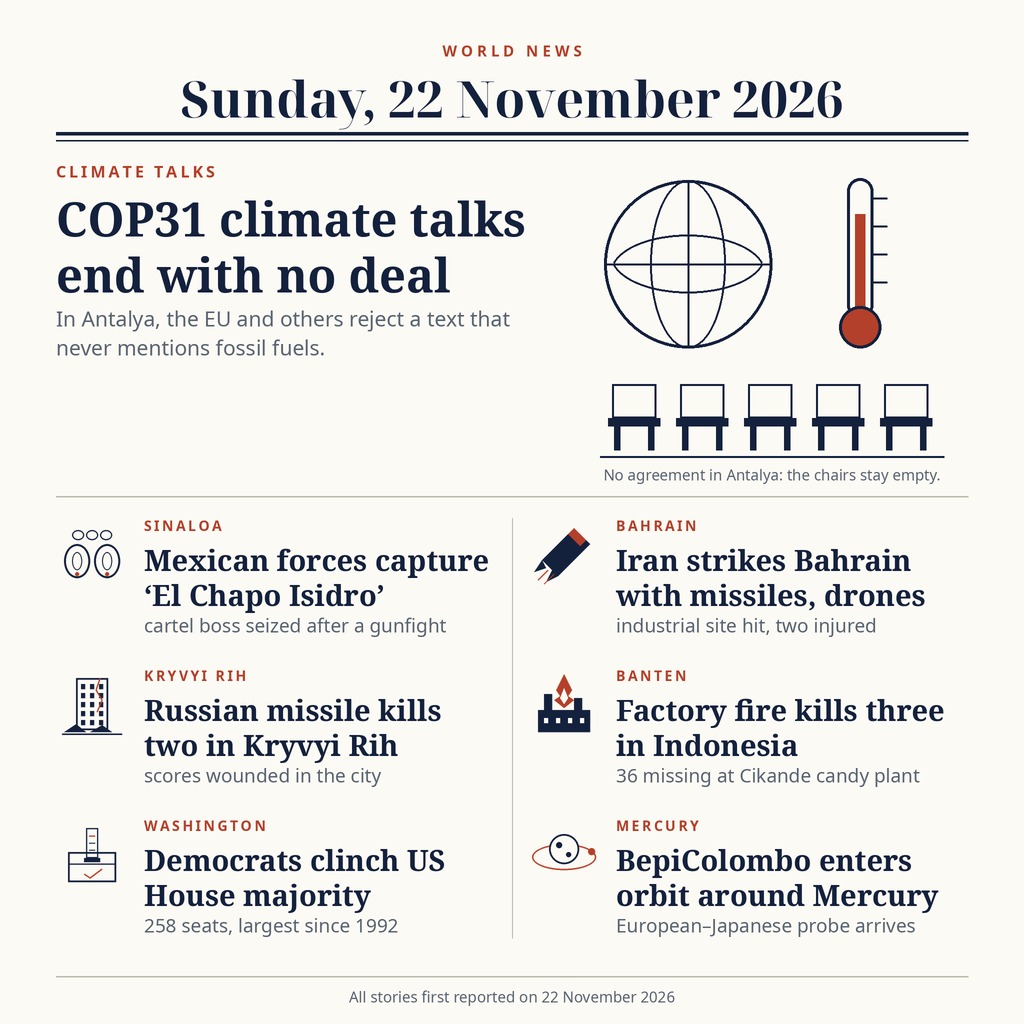 WORLD NEWS
Sunday, 22 November 2026
CLIMATE TALKS
COP31 climate talks
end with no deal
In Antalya, the EU and others reject a text that
never mentions fossil fuels.
No agreement in Antalya: the chairs stay empty.
SINALOA
Mexican forces capture
‘El Chapo Isidro’
cartel boss seized after a gunfight
KRYVYI RIH
Russian missile kills
two in Kryvyi Rih
scores wounded in the city
WASHINGTON
Democrats clinch US
House majority
258 seats, largest since 1992
BAHRAIN
Iran strikes Bahrain
with missiles, drones
industrial site hit, two injured
BANTEN
Factory fire kills three
in Indonesia
36 missing at Cikande candy plant
MERCURY
BepiColombo enters
orbit around Mercury
European–Japanese probe arrives
All stories first reported on 22 November 2026